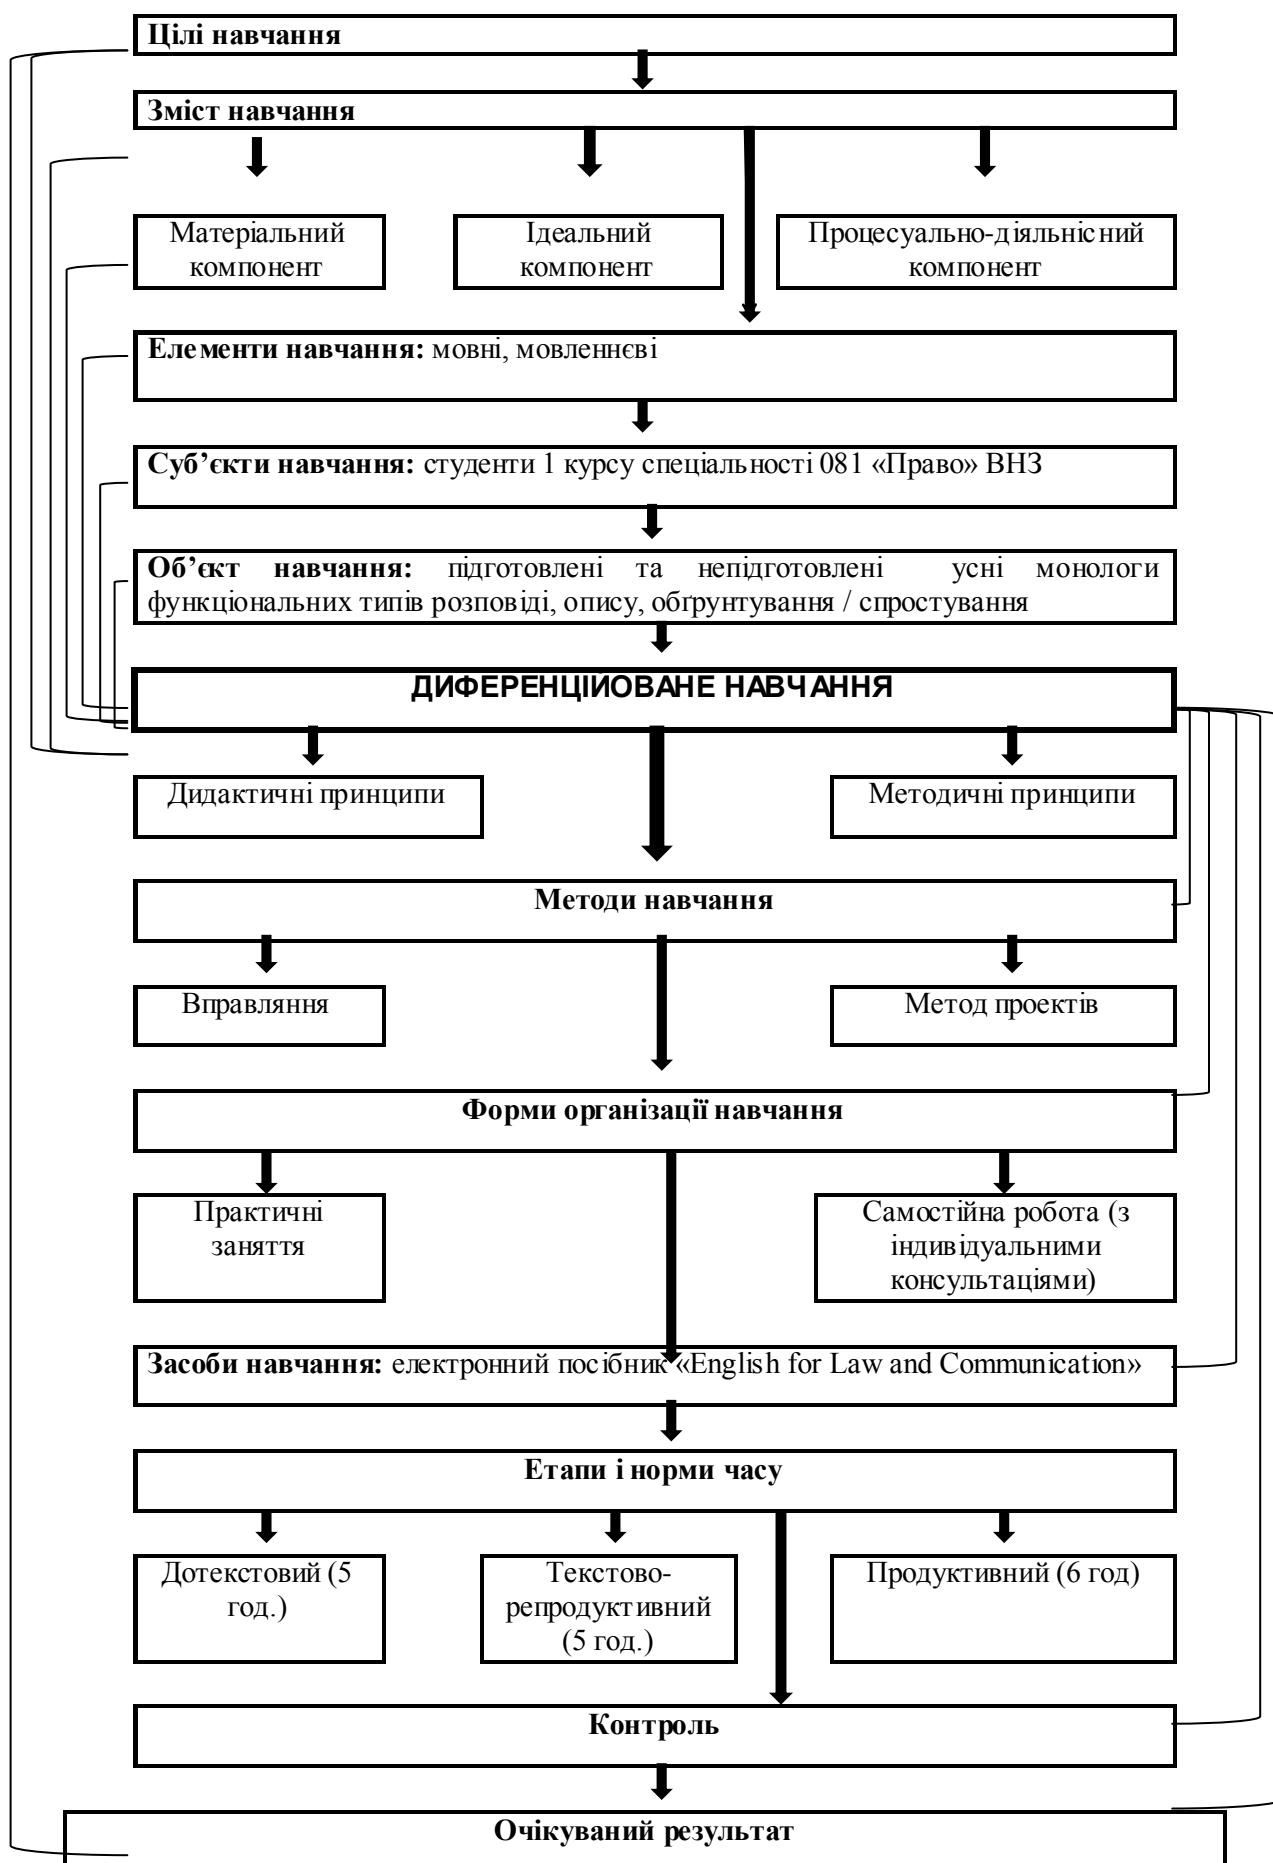 Цілі навчання
Зміст навчання
Матеріальний
компонент
Ідеальний
компонент
Процесуально-діяльнісний
компонент
Елементи навчання: мовні, мовленнєві
Суб’єкти навчання: студенти 1 курсу спеціальності 081 «Право» ВНЗ
Об’єкт навчання: підготовлені та непідготовлені усні монологи
функціональних типів розповіді, опису, обґрунтування / спростування
ДИФЕРЕНЦІЙОВАНЕ НАВЧАННЯ
Дидактичні принципи
Методичні принципи
Методи навчання
Вправляння
Метод проектів
Форми організації навчання
Практичні
заняття
Самостійна робота (з
індивідуальними
консультаціями)
Засоби навчання: електронний посібник «English for Law and Communication»
Етапи і норми часу
Дотекстовий (5
год.)
Текстово-
репродуктивний
(5 год.)
Продуктивний (6 год)
Контроль
Очікуваний результат